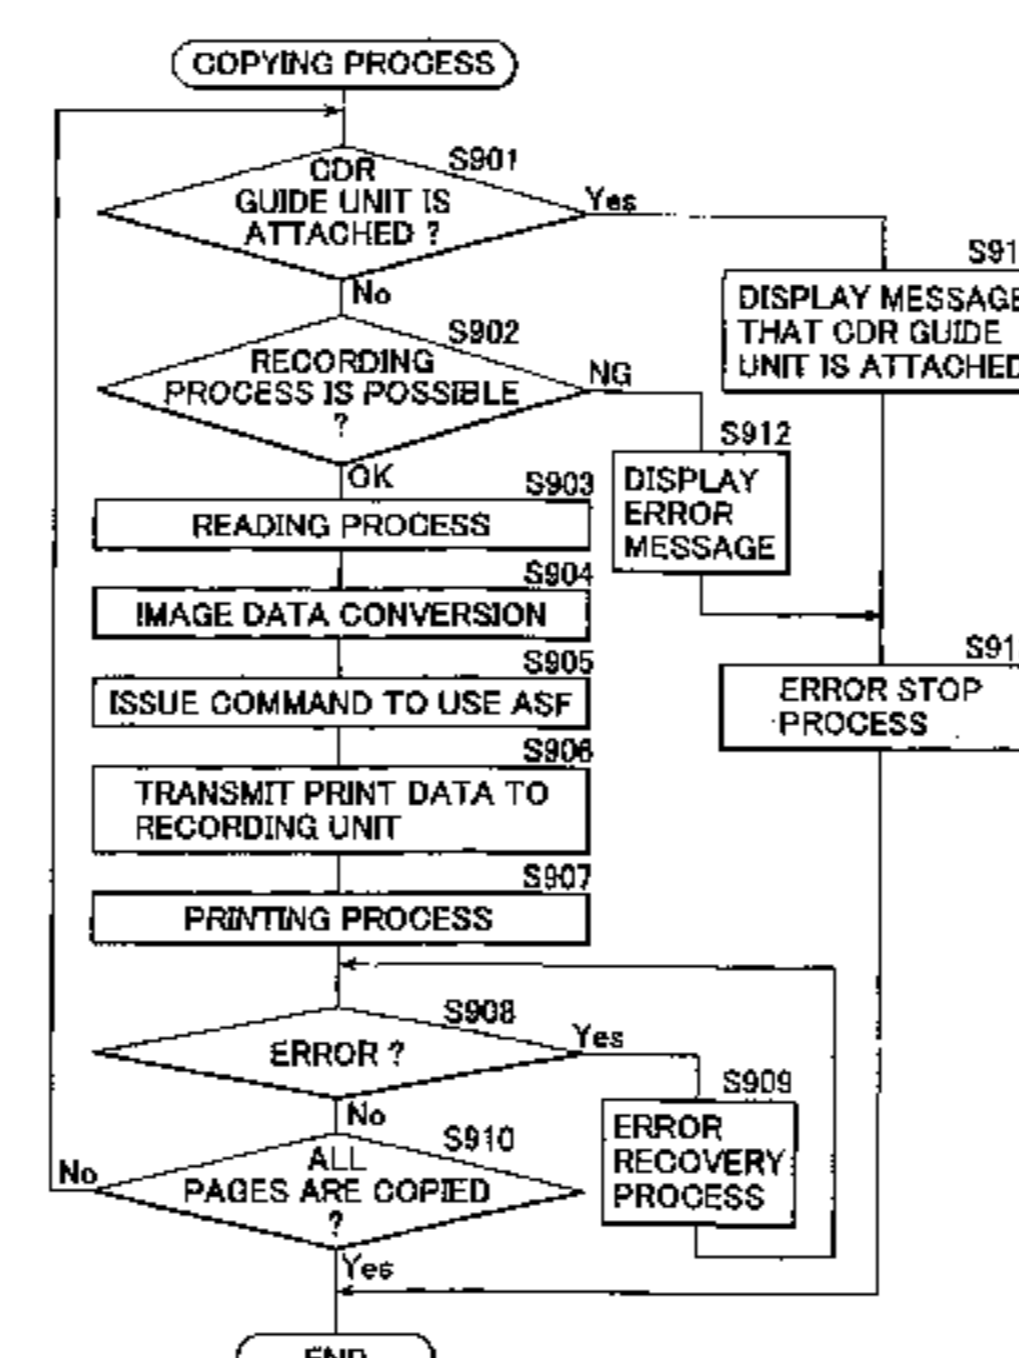 COPYING PROCESS
S901
CDR
GUIDE UNIT IS
ATTACHED ?
Yes
No
S91
DISPLAY MESSAGE
THAT CDR GUIDE
UNIT IS ATTACHED
S902
RECORDING
PROCESS IS POSSIBLE
?
NG
OK
S912
DISPLAY
ERROR
MESSAGE
S903
READING PROCESS
S904
IMAGE DATA CONVERSION
S905
ISSUE COMMAND TO USE ASF
S91
ERROR STOP
PROCESS
S906
TRANSMIT PRINT DATA TO
RECORDING UNIT
S907
PRINTING PROCESS
S908
ERROR ?
Yes
No
S909
ERROR
RECOVERY
PROCESS
S910
ALL
PAGES ARE COPIED
?
No
Yes
END